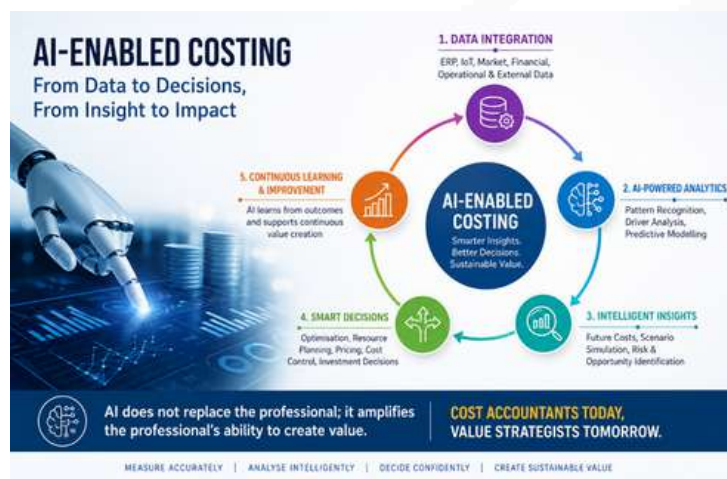 AI-ENABLED COSTING
From Data to Decisions,
From Insight to Impact
1. DATA INTEGRATION
ERP, IoT, Market, Financial,
Operational & External Data
2. AI-POWERED ANALYTICS
Pattern Recognition,
Driver Analysis,
Predictive Modelling
3. INTELLIGENT INSIGHTS
Future Costs, Scenario
Simulation, Risk &
Opportunity Identification
4. SMART DECISIONS
Optimisation, Resource
Planning, Pricing, Cost
Control, Investment Decisions
5. CONTINUOUS LEARNING
& IMPROVEMENT
AI learns from outcomes
and supports continuous
value creation
AI-ENABLED
COSTING
Smarter Insights.
Better Decisions.
Sustainable Value.
AI does not replace the professional; it amplifies
the professional's ability to create value.
COST ACCOUNTANTS TODAY,
VALUE STRATEGISTS TOMORROW.
MEASURE ACCURATELY | ANALYSE INTELLIGENTLY | DECIDE CONFIDENTLY | CREATE SUSTAINABLE VALUE